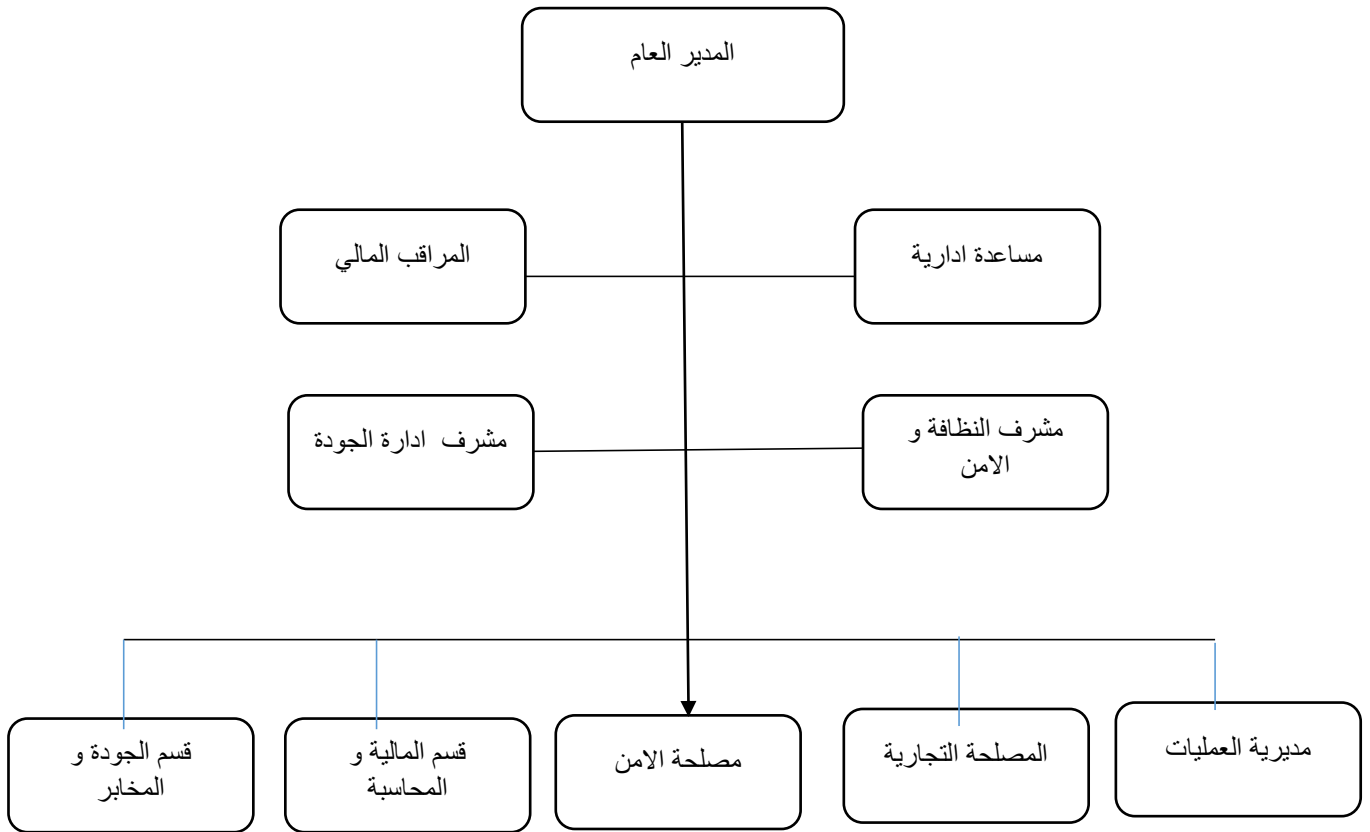 المدير العام
مساعدة ادارية
المراقب المالي
مشرف النظافة و
الامن
مشرف ادارة الجودة
مديرية العمليات
المصلحة التجارية
مصلحة الامن
قسم المالية و
المحاسبة
قسم الجودة و
المخابر